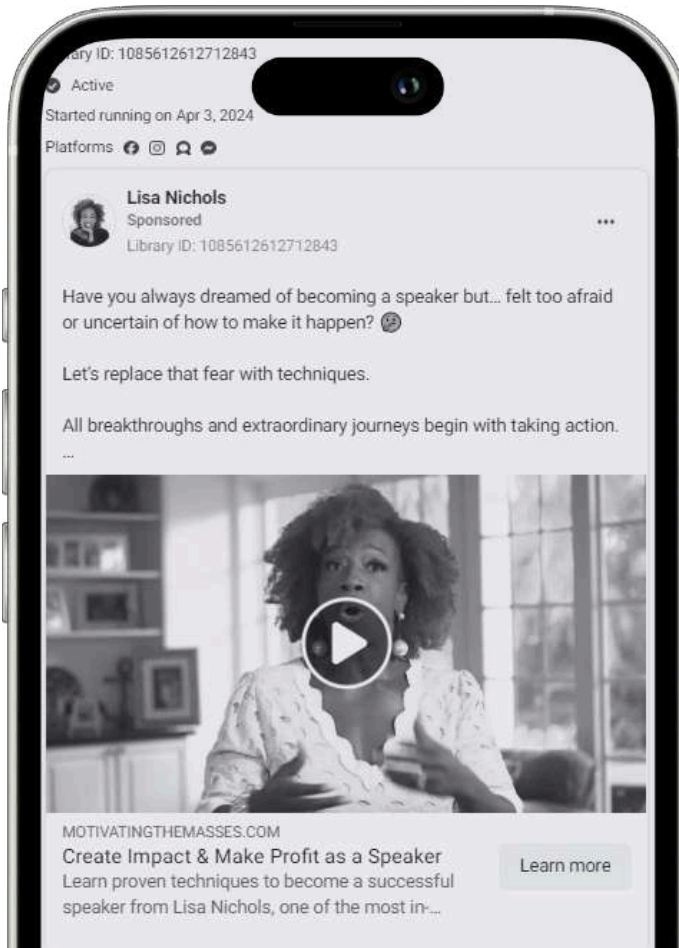 ary ID: 1085612612712843
Active
Started running on Apr 3, 2024
Platforms
Lisa Nichols
Sponsored
Library ID: 1085612612712843
Have you always dreamed of becoming a speaker but... felt too afraid
or uncertain of how to make it happen?
Let's replace that fear with techniques.
All breakthroughs and extraordinary journeys begin with taking action.
...
MOTIVATINGTHEMASSES.COM
Create Impact & Make Profit as a Speaker
Learn more
Learn proven techniques to become a successful
speaker from Lisa Nichols, one of the most in-...